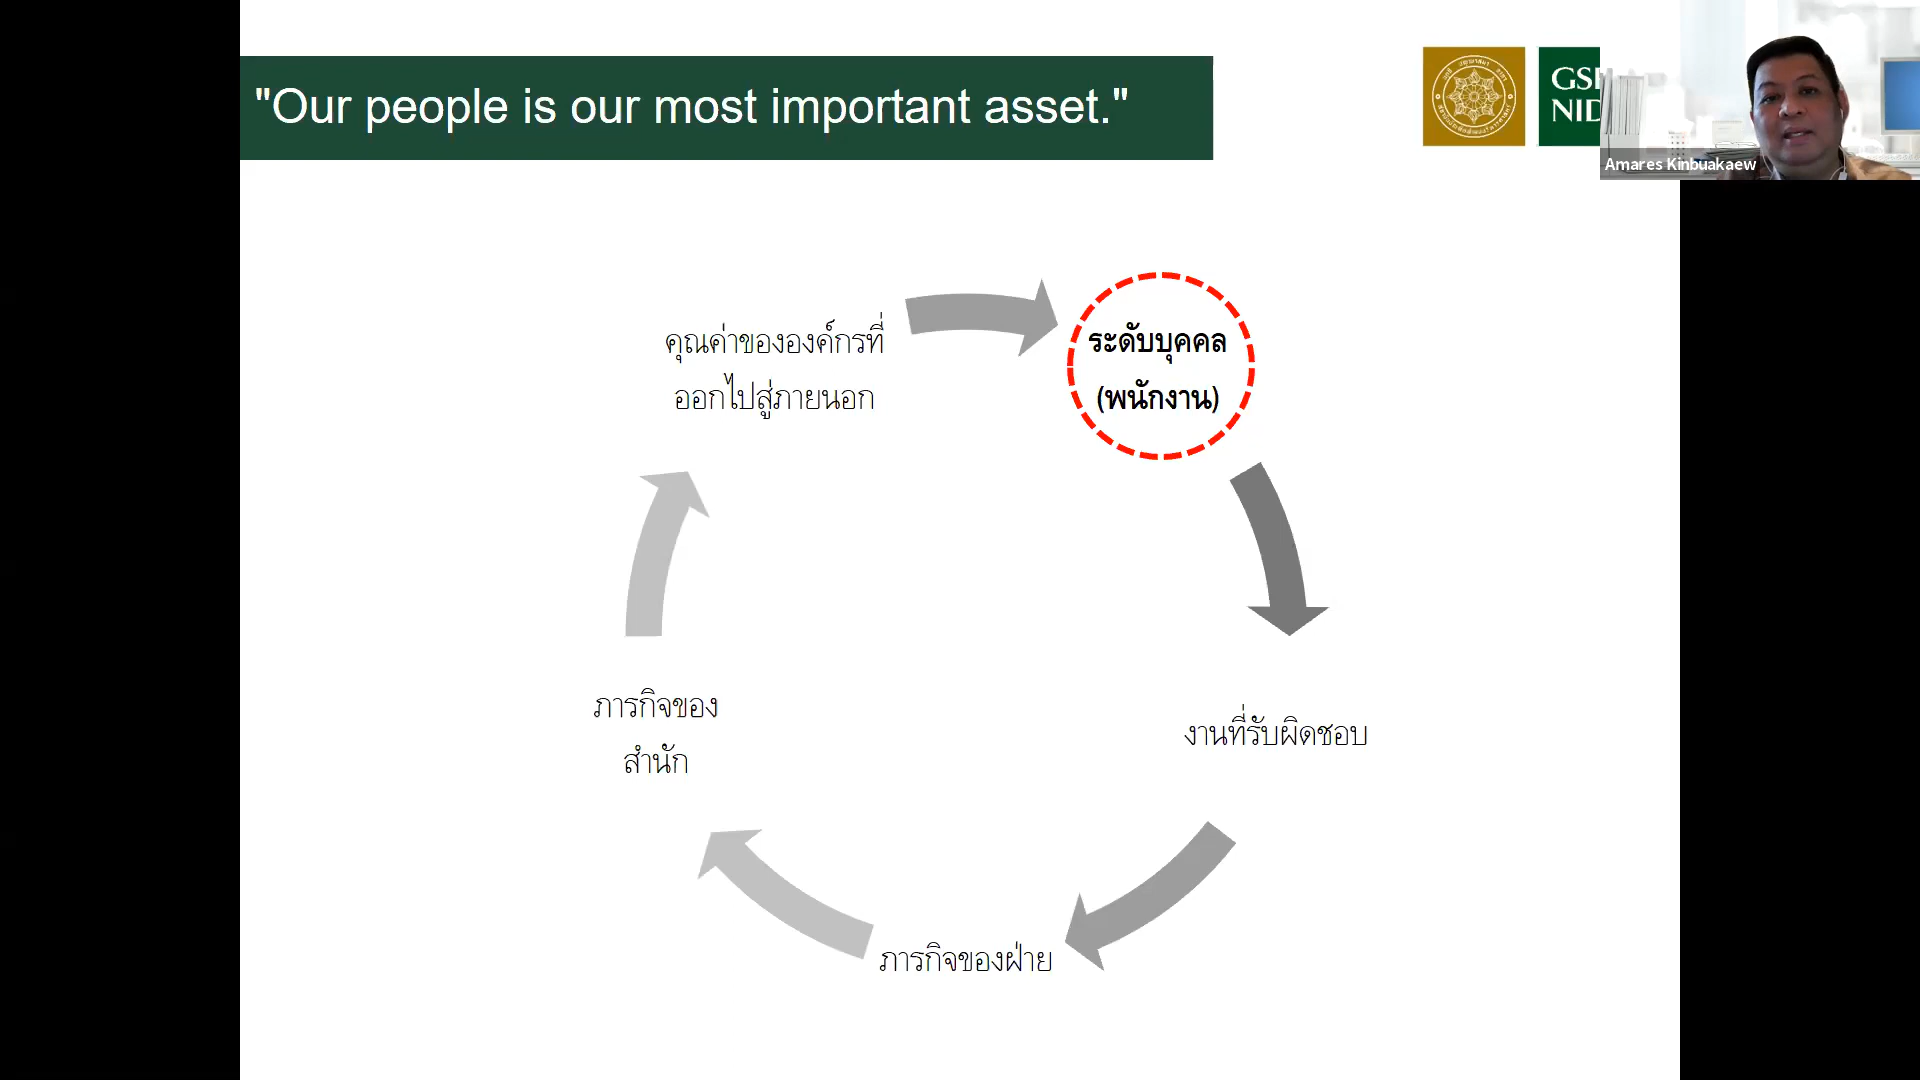 "Our people is our most important asset."
GSI
NID
Amares Kinbuakaew
คุณค่าขององค์กรที่
ออกไปสู่ภายนอก
ระดับบุคคล
(พนักงาน)
ภารกิจของ
สำนัก
งานที่รับผิดชอบ
ภารกิจของฝ่าย